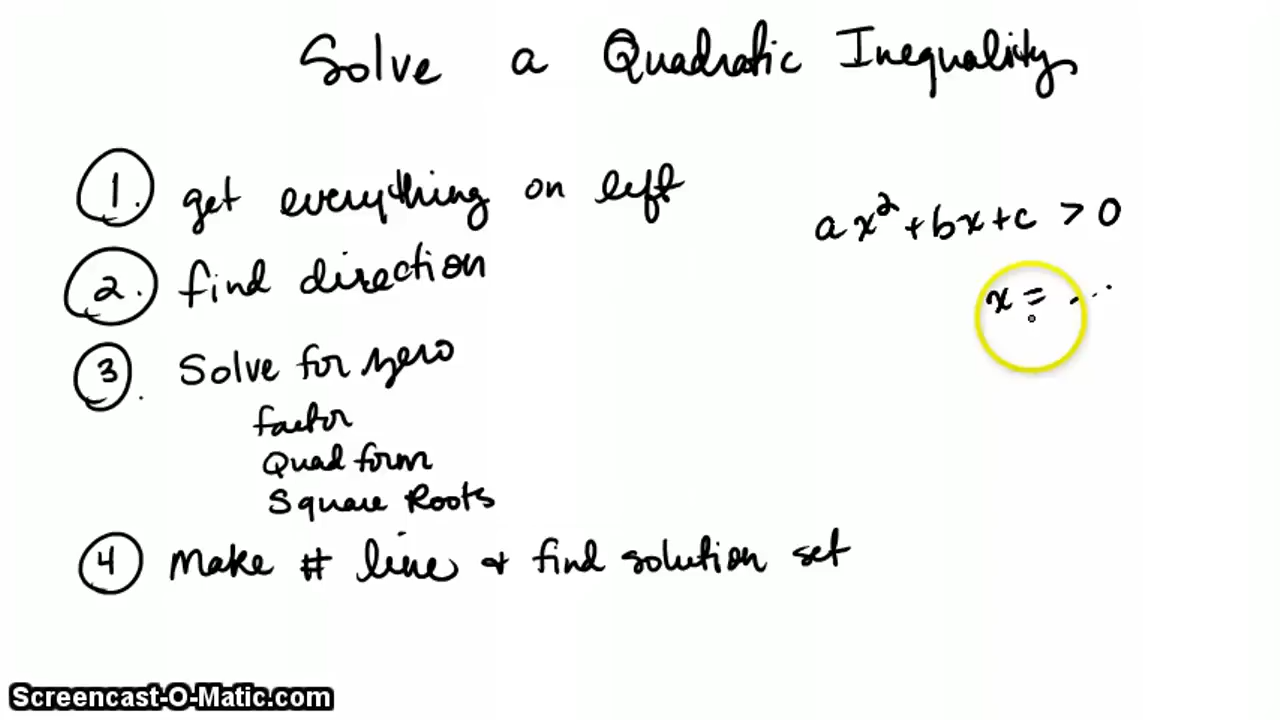 Solve a Quadratic Inequality
1. get everything on left
ax² + bx + c > 0
2. find direction
x = ...
3. Solve for zero
factor
Quad form
Square Roots
4 Make # line + find solution set
Screencast-O-Matic.com